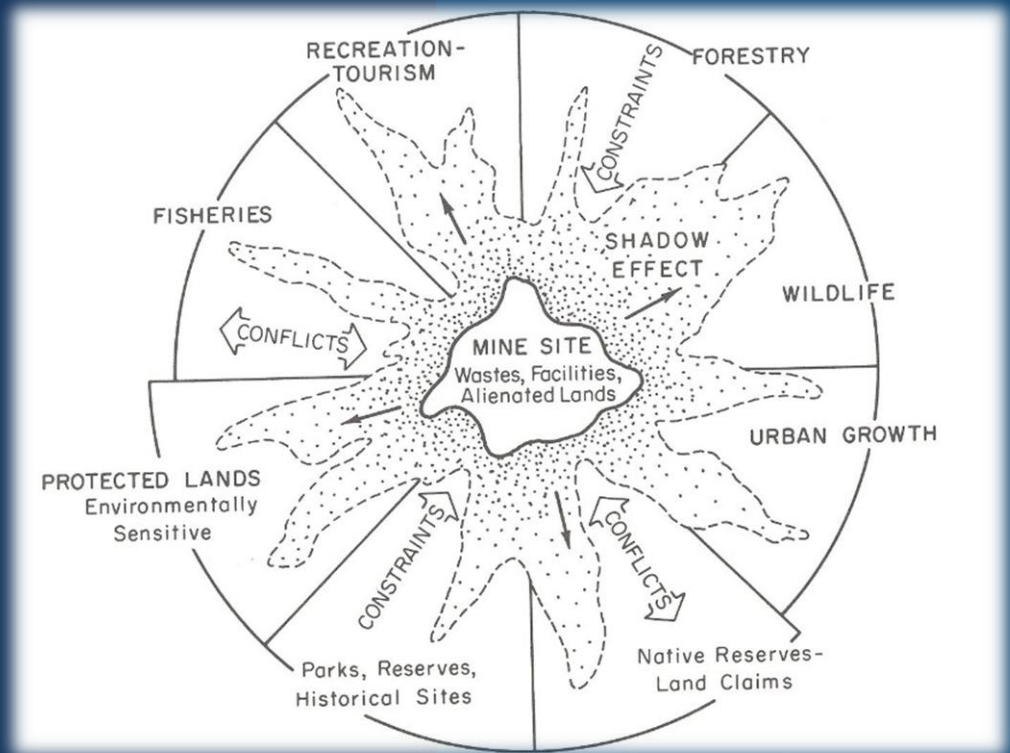 RECREATION-
TOURISM
FORESTRY
CONSTRAINTS
FISHERIES
SHADOW
EFFECT
WILDLIFE
CONFLICTS
MINE SITE
Wastes, Facilities,
Alienated Lands
URBAN GROWTH
PROTECTED LANDS
Environmentally
Sensitive
CONSTRAINTS
CONFLICTS
Parks, Reserves,
Historical Sites
Native Reserves-
Land Claims